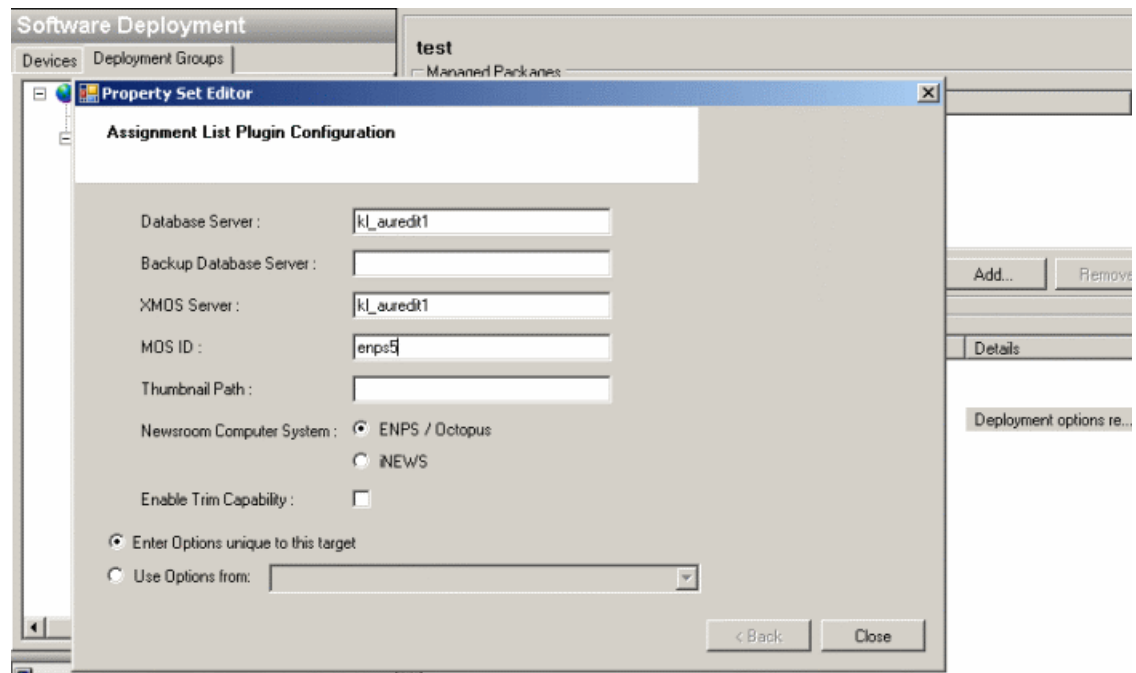 Software Deployment
Devices
Deployment Groups
test
Managed Packages
Property Set Editor
Assignment List Plugin Configuration
Database Server :
kl_auredit1
Backup Database Server :
XMOS Server :
kl_auredit1
MOS ID :
enps5
Thumbnail Path :
Newsroom Computer System :
ENPS / Octopus
iNEWS
Enable Trim Capability :
Enter Options unique to this target
Use Options from:
< Back
Close
Add...
Remove
Details
Deployment options re...